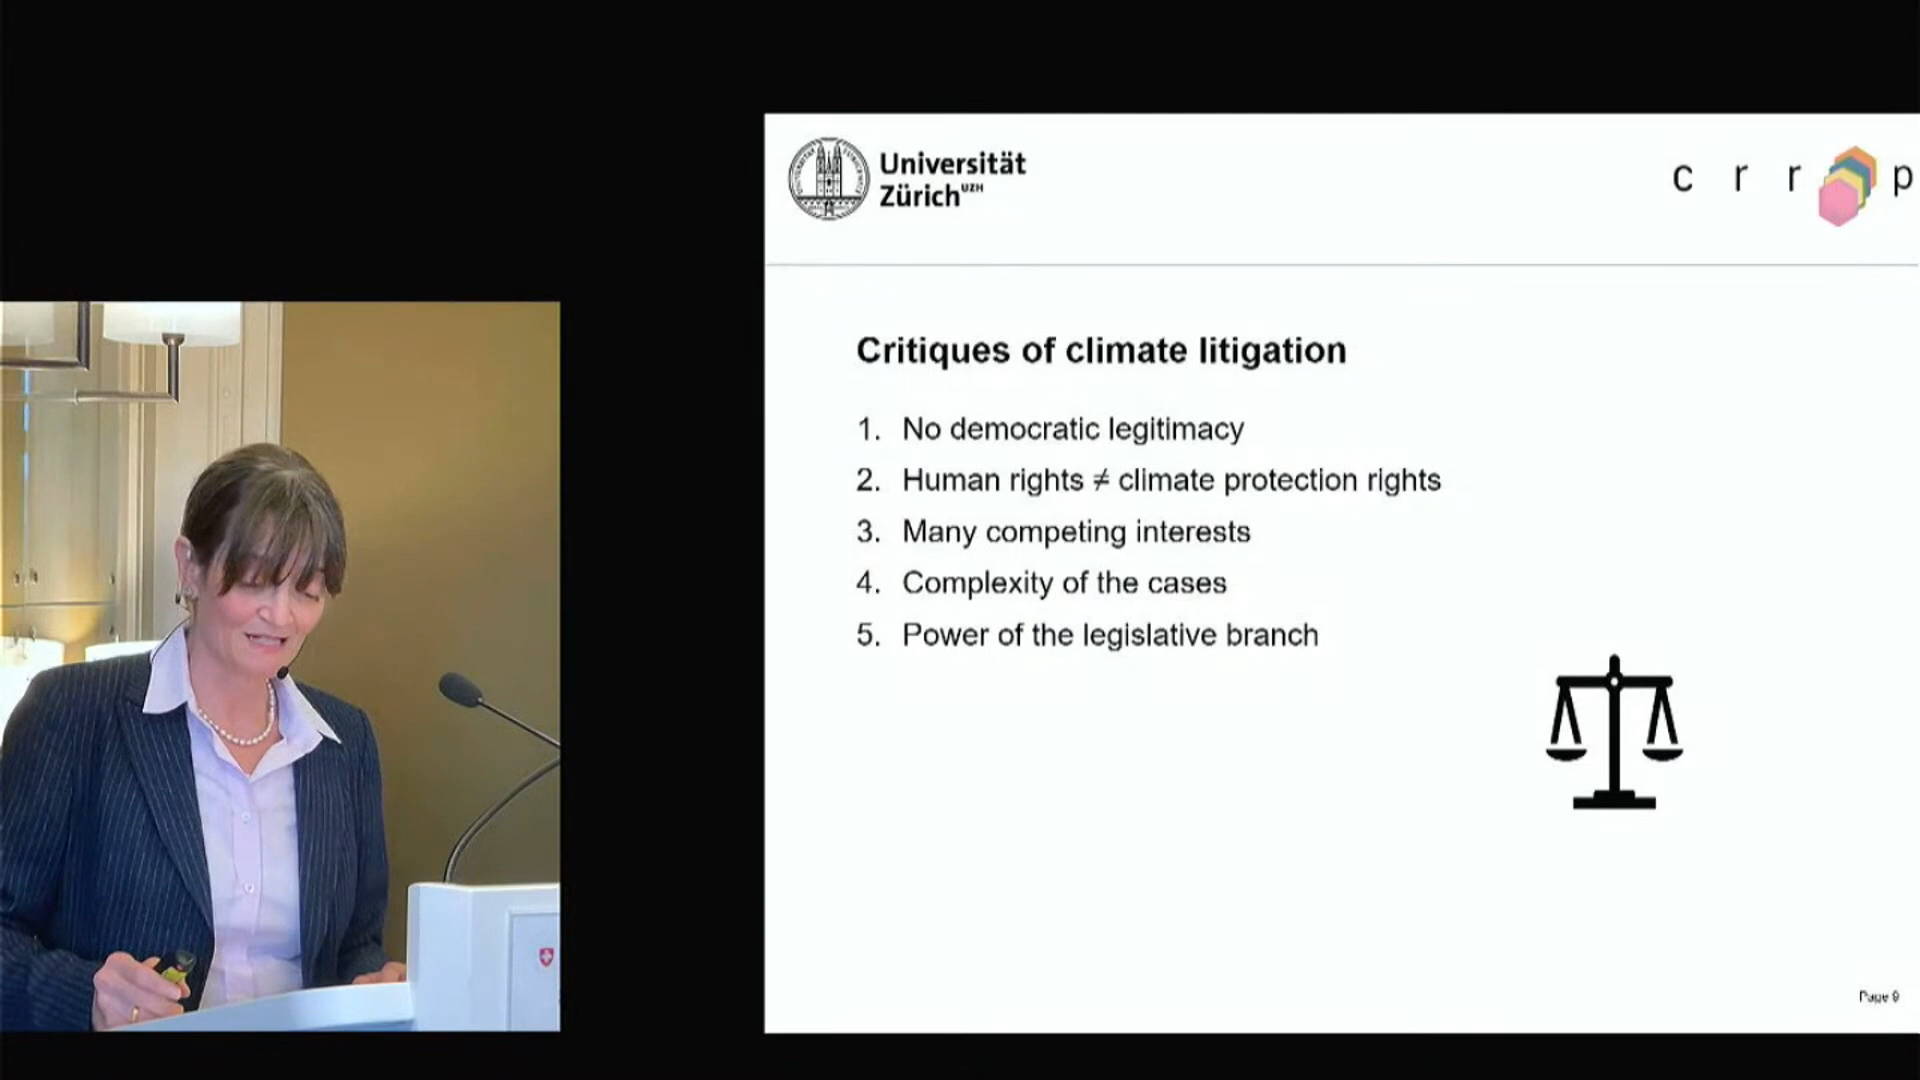 Universität
Zürich UZH
c r r p
Critiques of climate litigation
1. No democratic legitimacy
2. Human rights ≠ climate protection rights
3. Many competing interests
4. Complexity of the cases
5. Power of the legislative branch
Page 9